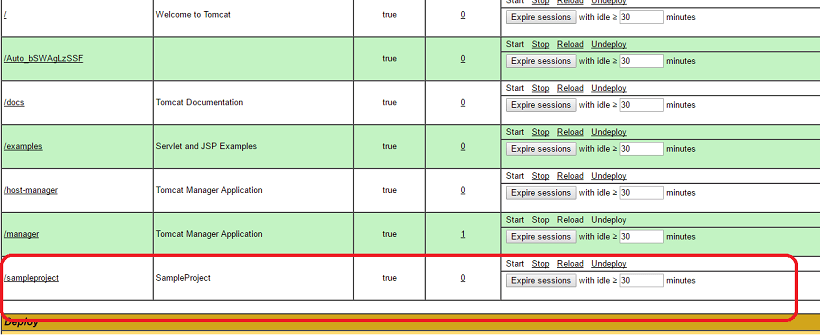 Start Stop Reload Undeploy
/ Welcome to Tomcat true 0
Expire sessions with idle ≥ 30 minutes
Start Stop Reload Undeploy
/Auto_bSWAgLzSSF true 0
Expire sessions with idle ≥ 30 minutes
Start Stop Reload Undeploy
/docs Tomcat Documentation true 0
Expire sessions with idle ≥ 30 minutes
Start Stop Reload Undeploy
/examples Servlet and JSP Examples true 0
Expire sessions with idle ≥ 30 minutes
Start Stop Reload Undeploy
/host-manager Tomcat Manager Application true 0
Expire sessions with idle ≥ 30 minutes
Start Stop Reload Undeploy
/manager Tomcat Manager Application true 1
Expire sessions with idle ≥ 30 minutes
Start Stop Reload Undeploy
/sampleproject SampleProject true 0
Expire sessions with idle ≥ 30 minutes
Deploy